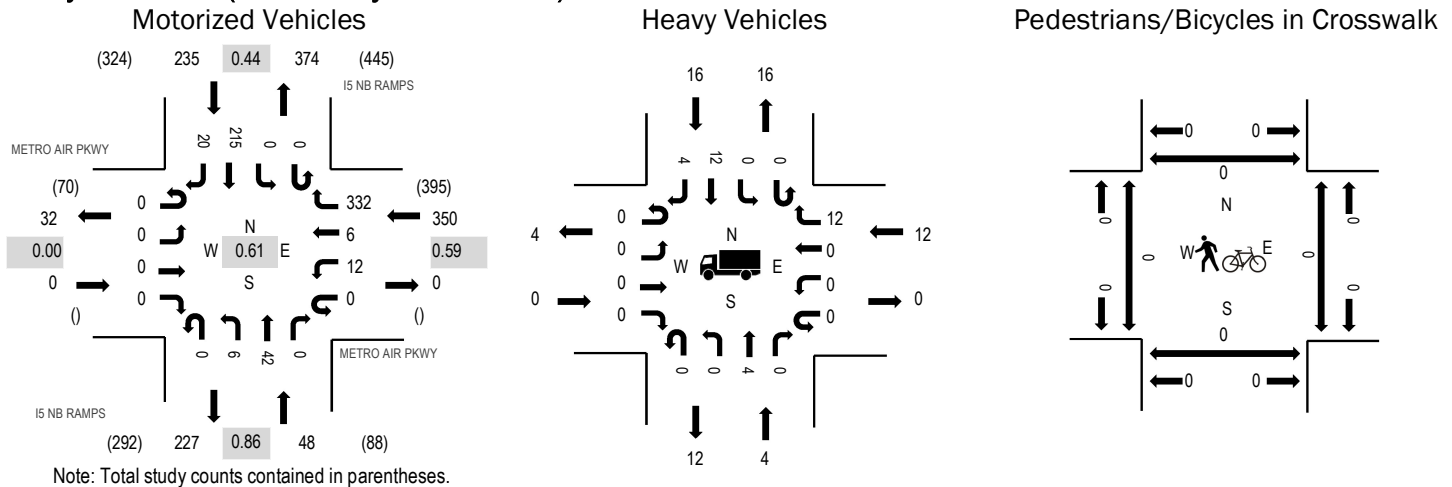 Motorized Vehicles
(324) 235 0.44 374 (445)
I5 NB RAMPS
METRO AIR PKWY
20 215 0 0
(70)
(395)
0
332
32
350
0
6
N
0.00
W 0.61 E
0.59
0
12
S
0
0
0
0
()
()
0 6 42 0
METRO AIR PKWY
I5 NB RAMPS
(292) 227 0.86 48 (88)
Note: Total study counts contained in parentheses.
Heavy Vehicles
16 16
4 12 0 0
0
12
4
12
0
0
N
W E
0
0
S
0
0
0
0
0 0 4 0
12 4
Pedestrians/Bicycles in Crosswalk
0 0
0
N
0 0
W E
0 0
0 0
S
0
0 0